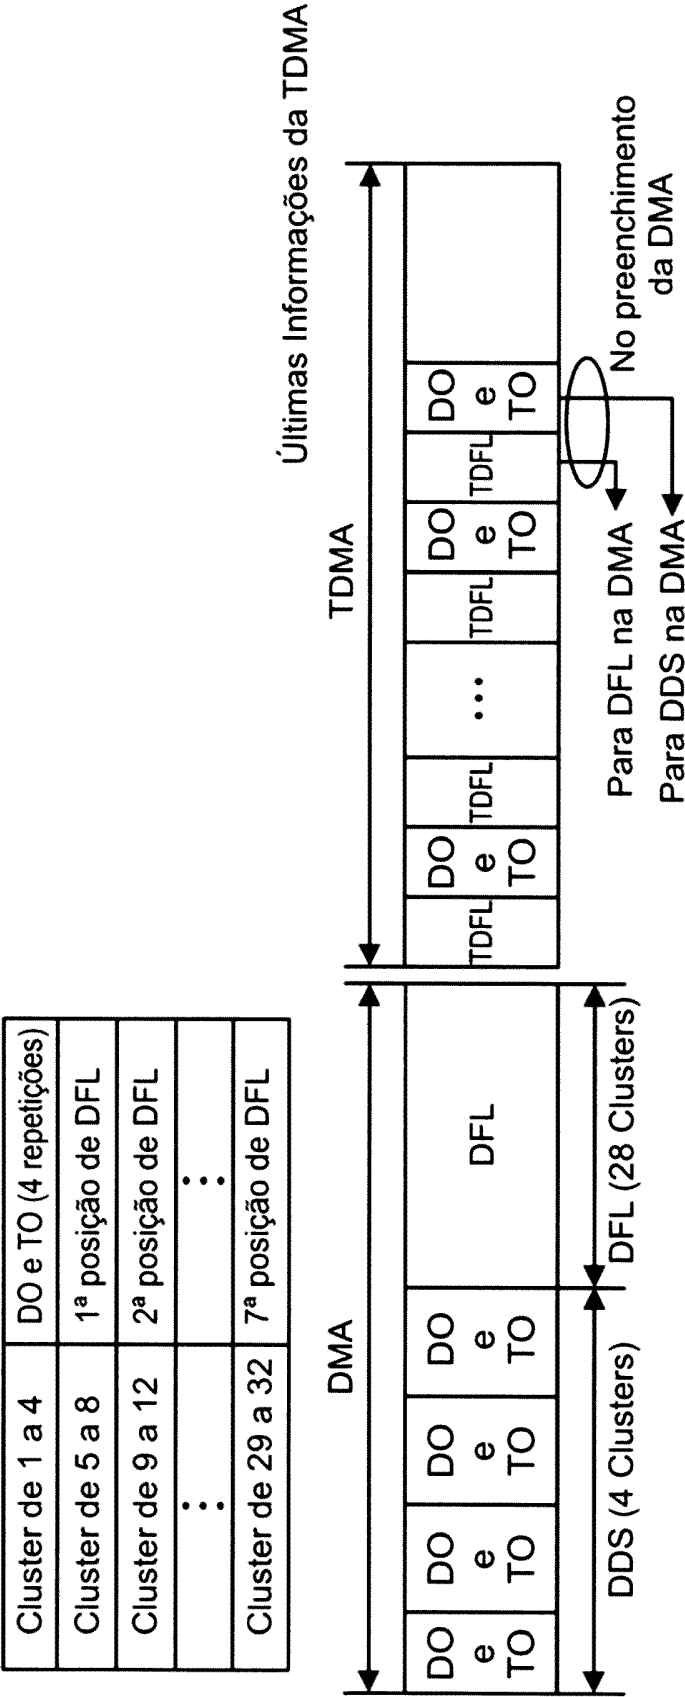 Cluster de 1 a 4
DO e TO (4 repetições)
Cluster de 5 a 8
1ª posição de DFL
Cluster de 9 a 12
2ª posição de DFL
⋮
⋮
Cluster de 29 a 32
7ª posição de DFL
Últimas Informações da TDMA
DMA
TDMA
DO
e
TO
DO
e
TO
DO
e
TO
DO
e
TO
DFL
TDFL
DO
e
TO
TDFL
...
TDFL
DO
e
TO
TDFL
DO
e
TO
DDS (4 Clusters)
DFL (28 Clusters)
Para DFL na DMA
Para DDS na DMA
No preenchimento
da DMA